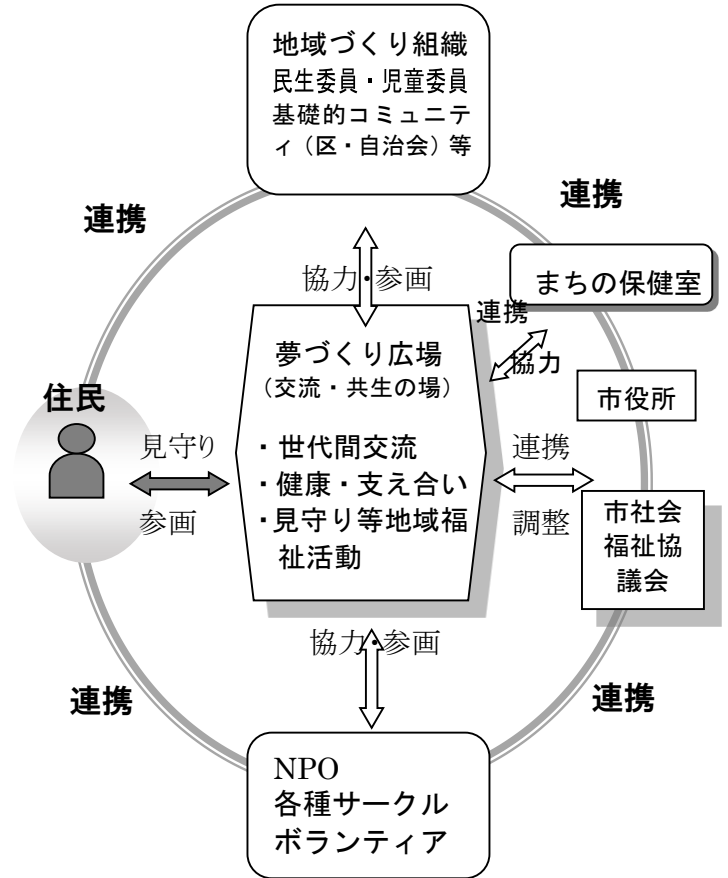 地域づくり組織
民生委員・児童委員
基礎的コミュニテ
ィ（区・自治会）等
連携
連携
協力・参画
まちの保健室
連携
協力
夢づくり広場
（交流・共生の場）
・世代間交流
・健康・支え合い
・見守り等地域福
祉活動
住民
見守り
参画
市役所
連携
調整
市社会
福祉協
議会
協力・参画
連携
連携
NPO
各種サークル
ボランティア